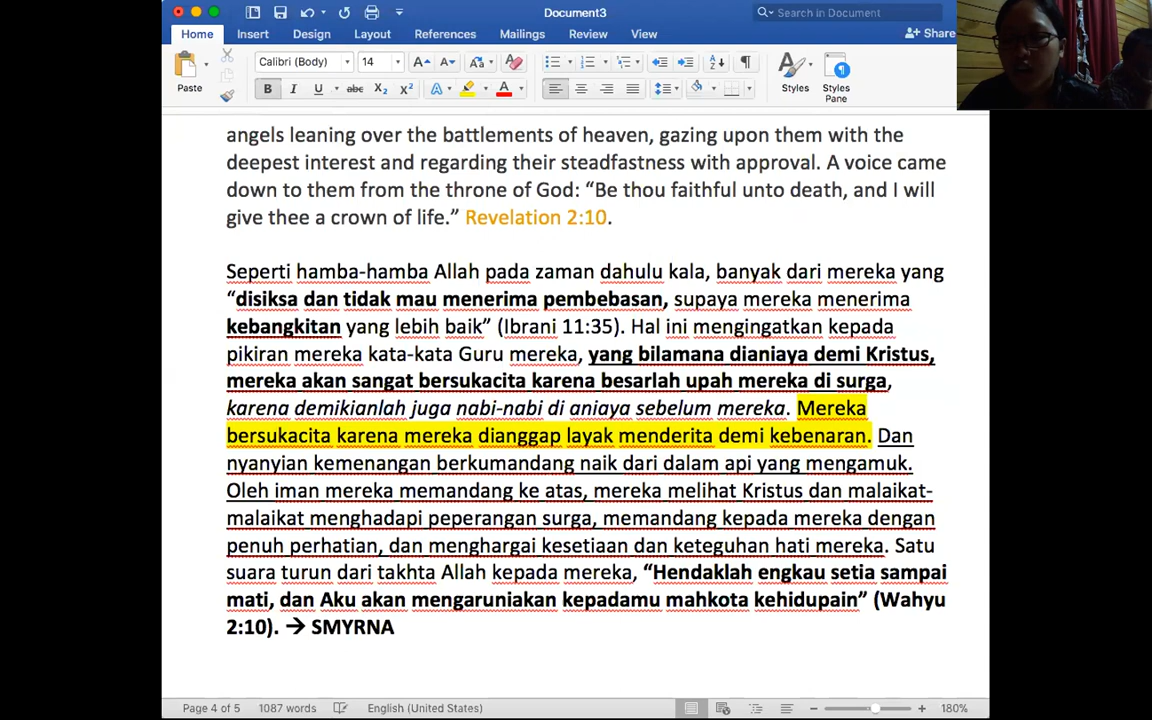 Document3
Search in Document
Home Insert Design Layout References Mailings Review View Share
Paste Calibri (Body) 14 Styles Styles Pane
angels leaning over the battlements of heaven, gazing upon them with the
deepest interest and regarding their steadfastness with approval. A voice came
down to them from the throne of God: “Be thou faithful unto death, and I will
give thee a crown of life.” Revelation 2:10.
Seperti hamba-hamba Allah pada zaman dahulu kala, banyak dari mereka yang
“disiksa dan tidak mau menerima pembebasan, supaya mereka menerima
kebangkitan yang lebih baik” (Ibrani 11:35). Hal ini mengingatkan kepada
pikiran mereka kata-kata Guru mereka, yang bilamana dianiaya demi Kristus,
mereka akan sangat bersukacita karena besarlah upah mereka di surga,
karena demikianlah juga nabi-nabi di aniaya sebelum mereka. Mereka
bersukacita karena mereka dianggap layak menderita demi kebenaran. Dan
nyanyian kemenangan berkumandang naik dari dalam api yang mengamuk.
Oleh iman mereka memandang ke atas, mereka melihat Kristus dan malaikat-
malaikat menghadapi peperangan surga, memandang kepada mereka dengan
penuh perhatian, dan menghargai kesetiaan dan keteguhan hati mereka. Satu
suara turun dari takhta Allah kepada mereka, “Hendaklah engkau setia sampai
mati, dan Aku akan mengaruniakan kepadamu mahkota kehidupain” (Wahyu
2:10). → SMYRNA
Page 4 of 5 1087 words English (United States) 180%